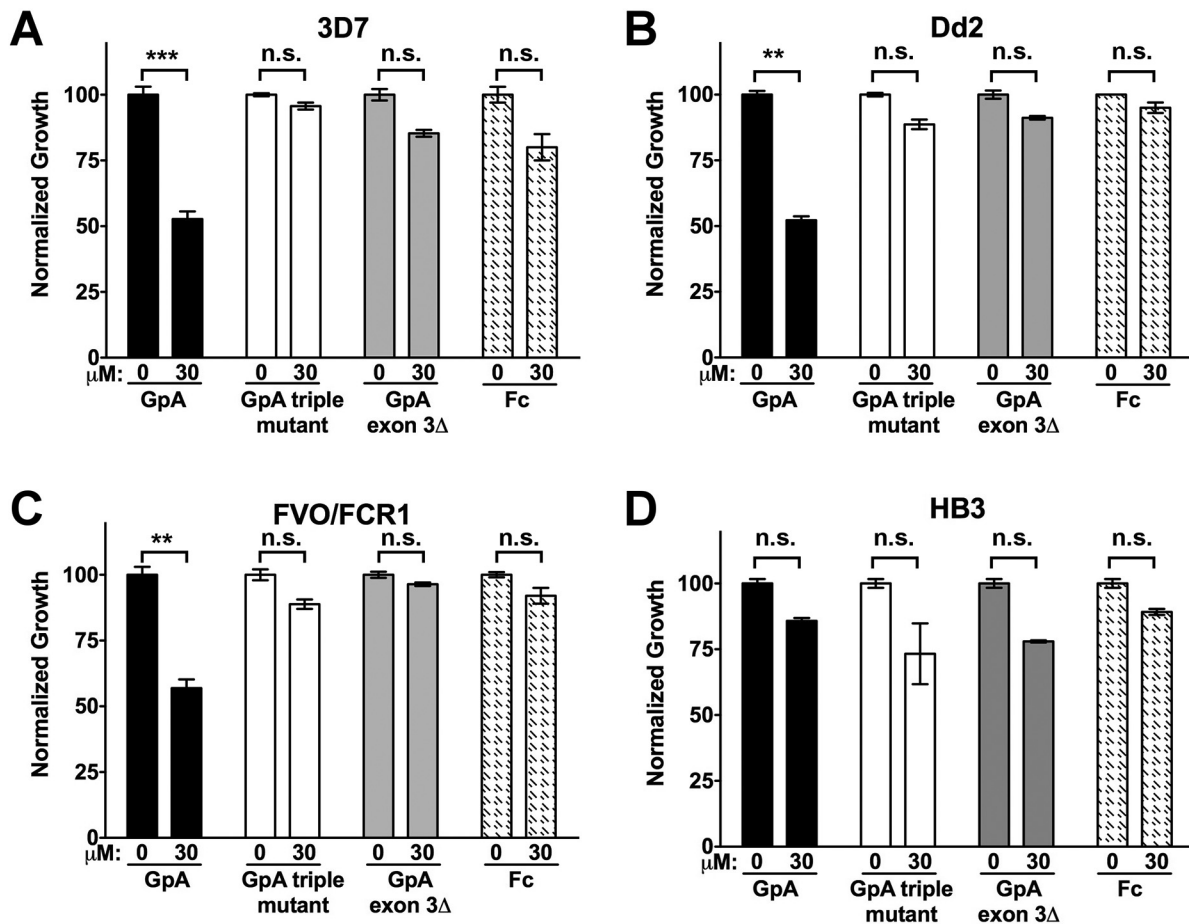 A
3D7
*** n.s. n.s. n.s.
Normalized Growth
100
75
50
25
0
μM: 0 30 0 30 0 30 0 30
GpA GpA triple mutant GpA exon 3Δ Fc
B
Dd2
** n.s. n.s. n.s.
Normalized Growth
100
75
50
25
0
μM: 0 30 0 30 0 30 0 30
GpA GpA triple mutant GpA exon 3Δ Fc
C
FVO/FCR1
** n.s. n.s. n.s.
Normalized Growth
100
75
50
25
0
μM: 0 30 0 30 0 30 0 30
GpA GpA triple mutant GpA exon 3Δ Fc
D
HB3
n.s. n.s. n.s. n.s.
Normalized Growth
100
75
50
25
0
μM: 0 30 0 30 0 30 0 30
GpA GpA triple mutant GpA exon 3Δ Fc